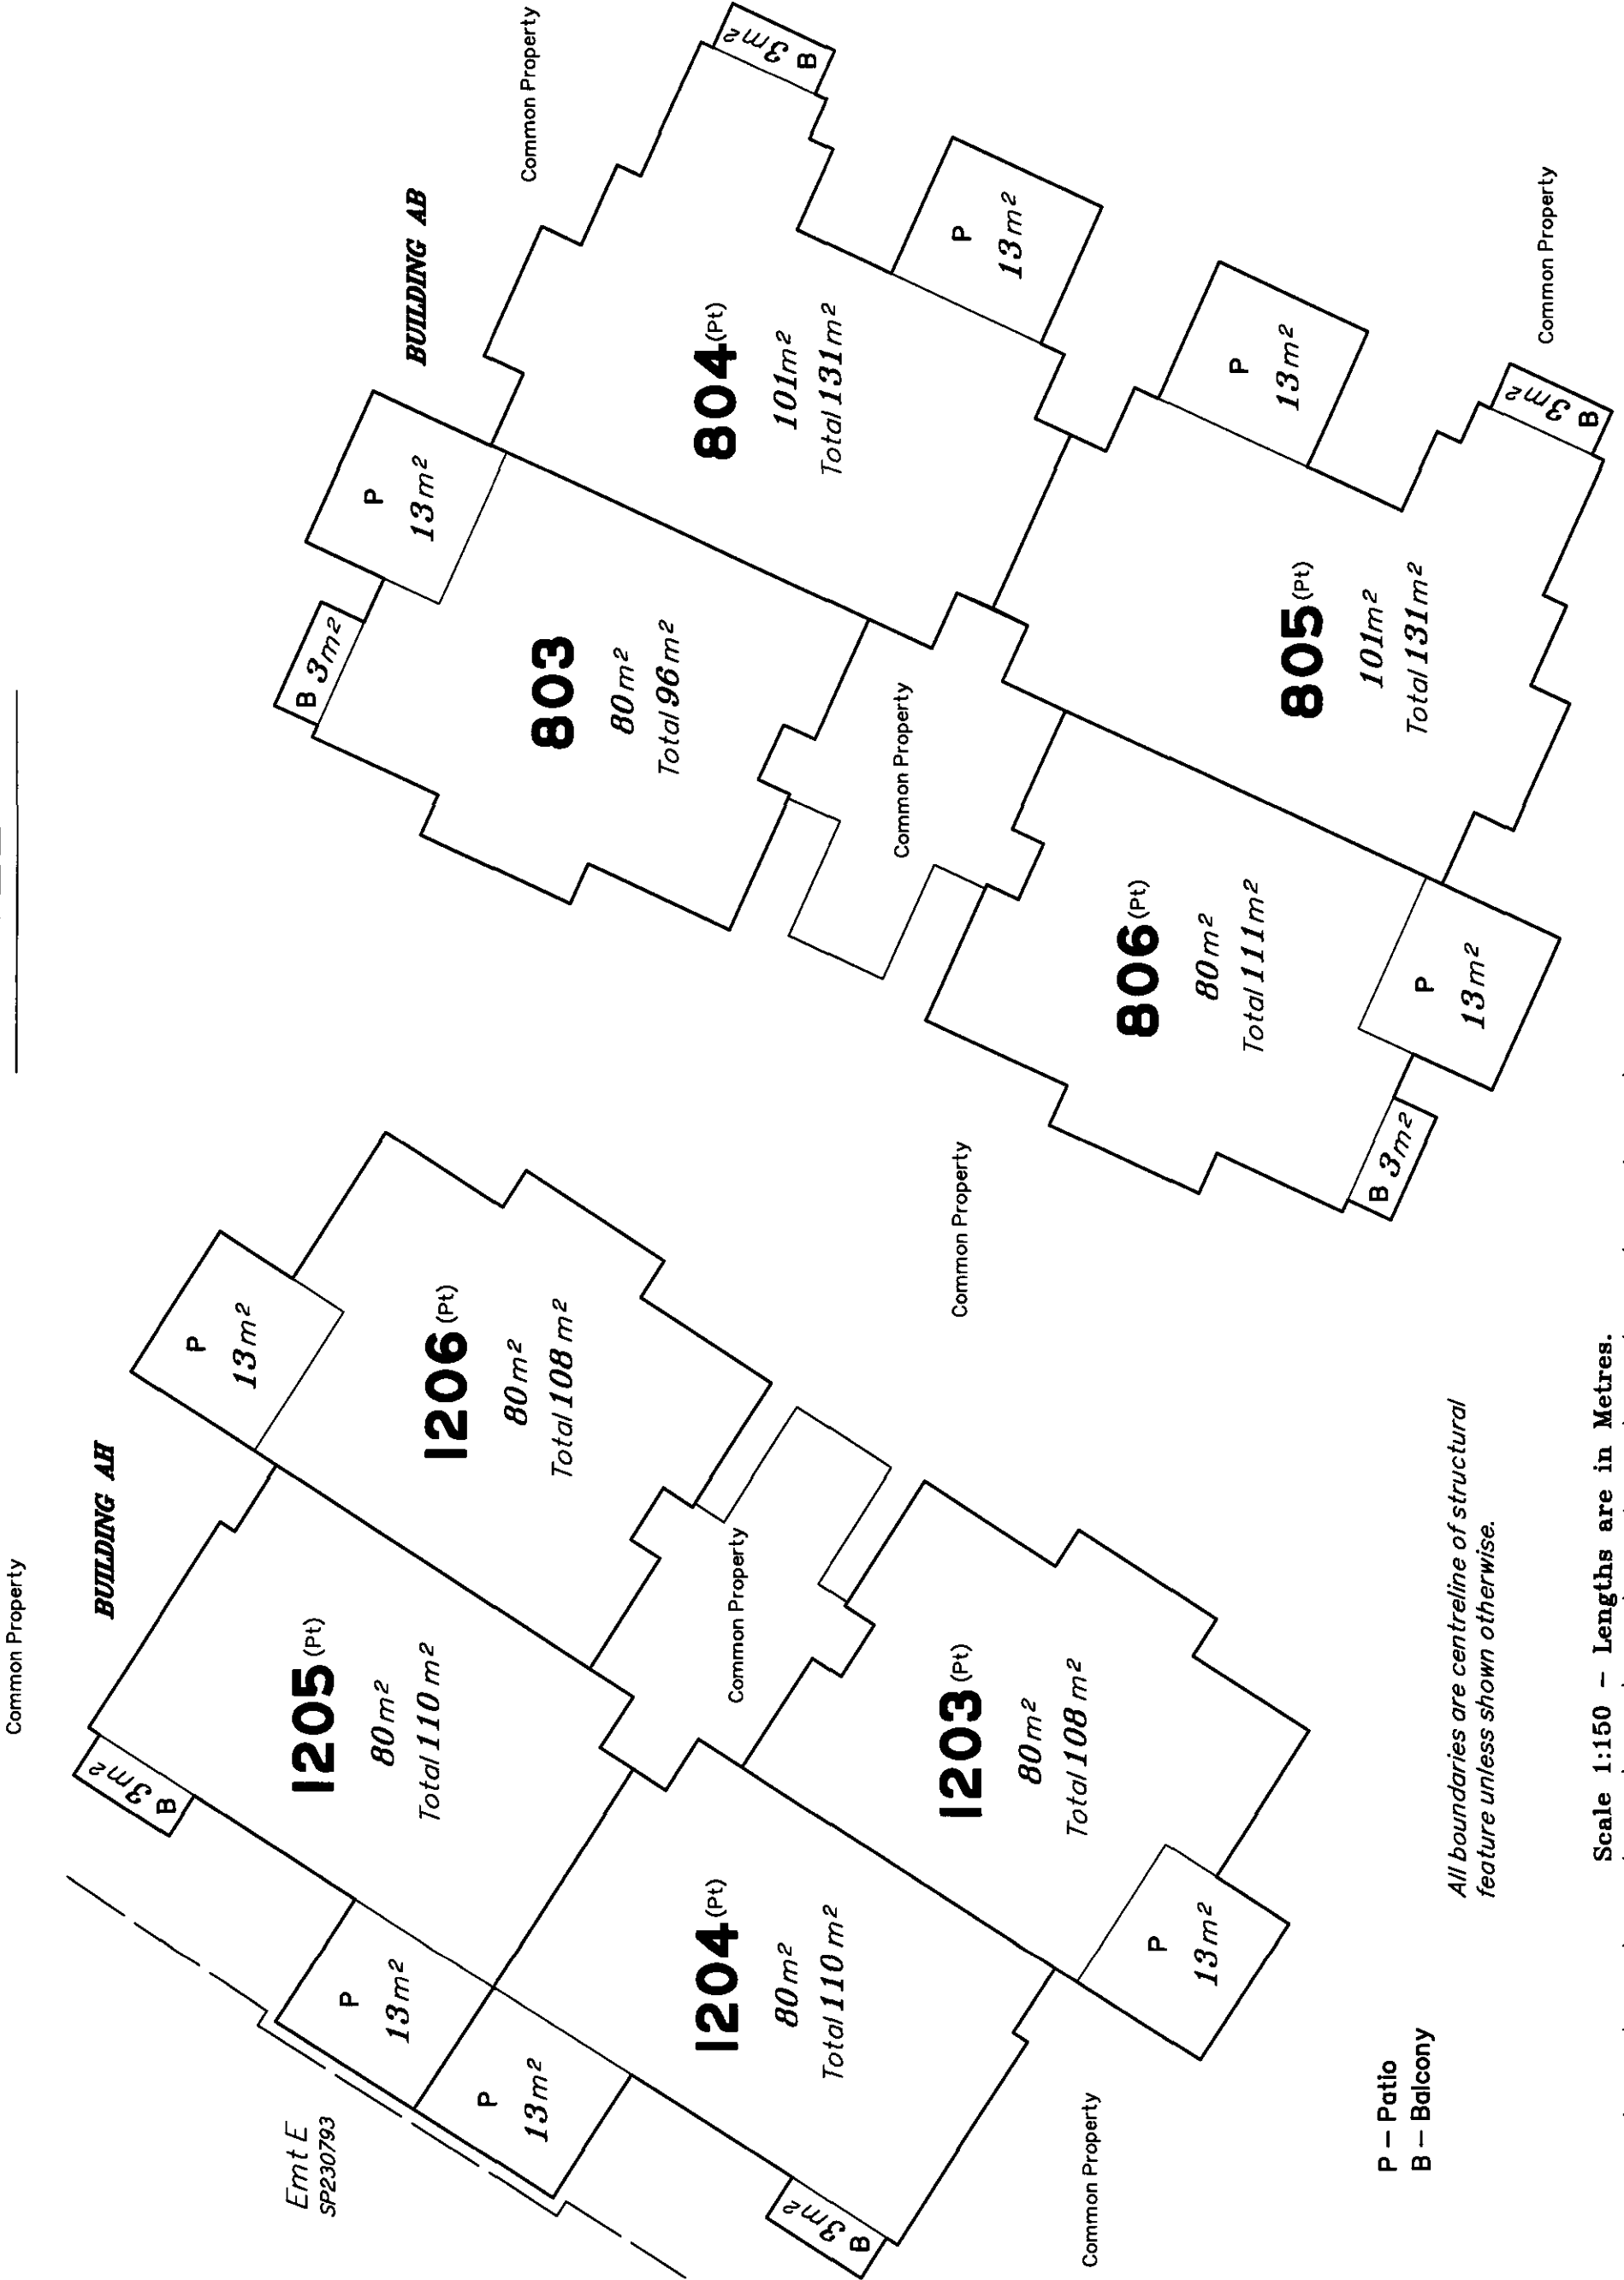 Common Property
BUILDING AH
P
13m²
1206(Pt)
80m²
Total 108m²
3m²
B
1205(Pt)
80m²
Total 110m²
Emt E
SP230793
P
13m²
P
13m²
1204(Pt)
80m²
Total 110m²
3m²
B
Common Property
1203(Pt)
80m²
Total 108m²
P
13m²
Common Property
Common Property
BUILDING AB
Common Property
3m²
B
P
13m²
B 3m²
803
80m²
Total 96m²
804(Pt)
101m²
Total 131m²
P
13m²
Common Property
P
13m²
805(Pt)
101m²
Total 131m²
3m²
B
Common Property
806(Pt)
80m²
Total 111m²
P
13m²
B 3m²
P – Patio
B – Balcony
All boundaries are centreline of structural
feature unless shown otherwise.
Scale 1:150 – Lengths are in Metres.